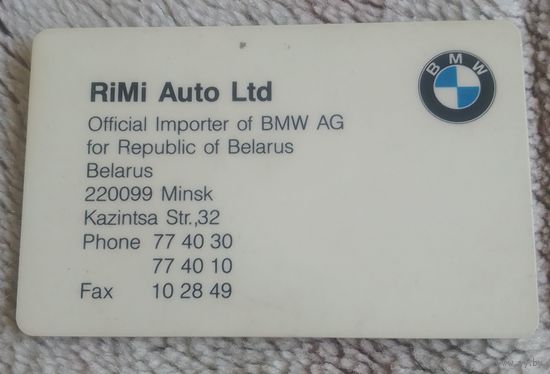 BMW
RiMi Auto Ltd
Official Importer of BMW AG
for Republic of Belarus
Belarus
220099 Minsk
Kazintsa Str.,32
Phone 77 40 30
77 40 10
Fax 10 28 49